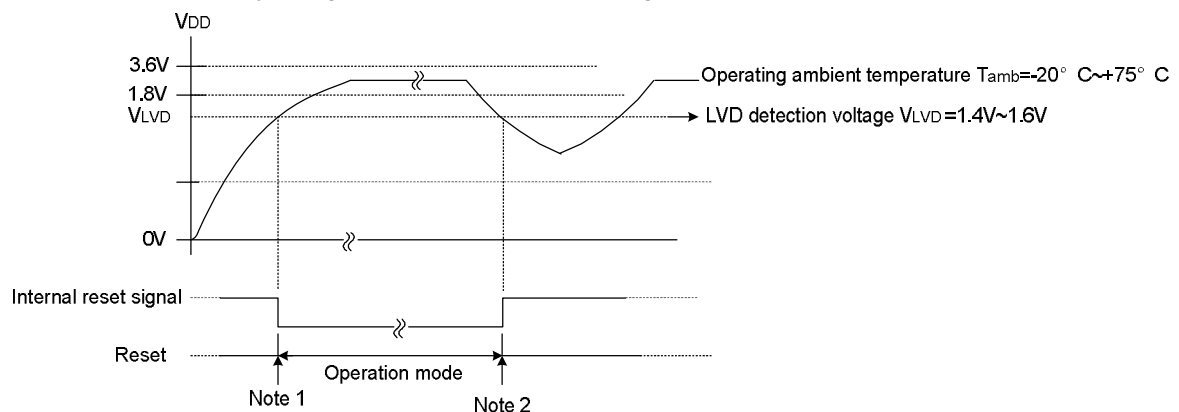 VDD
3.6V
1.8V
VLVD
0V
Operating ambient temperature Tamb=-20° C~+75° C
LVD detection voltage VLVD=1.4V~1.6V
Internal reset signal
Reset
Operation mode
Note 1
Note 2